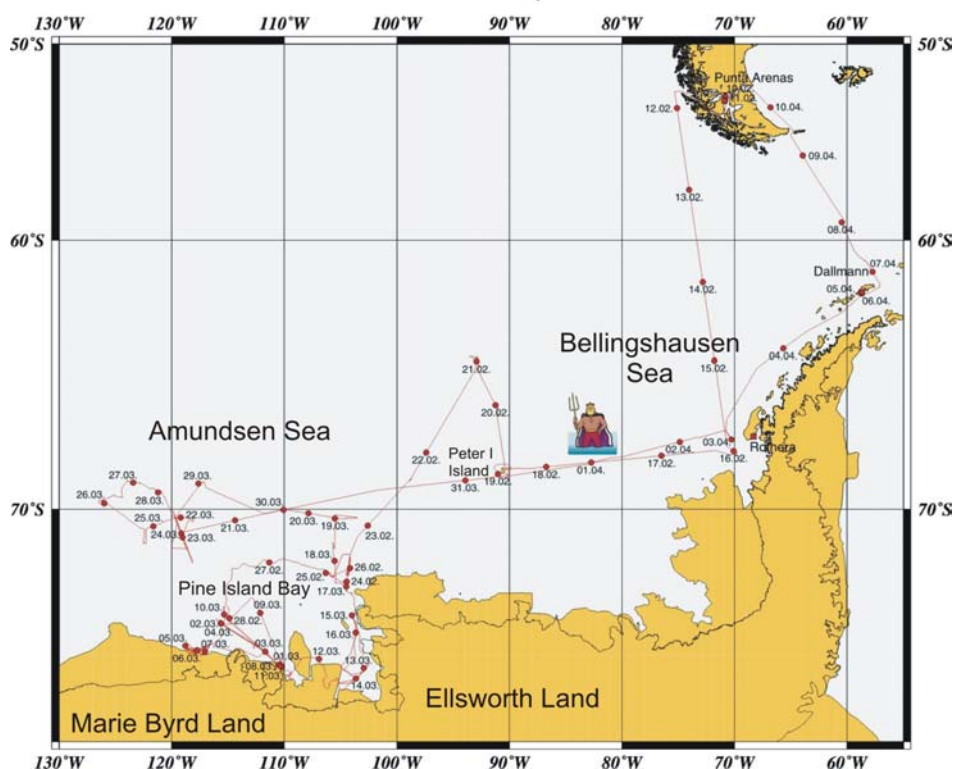 130˚W 120˚W 110˚W 100˚W 90˚W 80˚W 70˚W 60˚W
50˚S 50˚S
Punta Arenas
11.02.
12.02. 10.04.
09.04.
13.02.
08.04.
60˚S 60˚S
07.04.
Dallmann
05.04.
14.02. 06.04.
Bellingshausen
Sea
04.04.
15.02.
21.02.
20.02.
Amundsen Sea
Peter I
Island
22.02. 02.04. 03.04. Rothera
16.02.
17.02.
01.04.
18.02.
19.02.
31.03.
27.03. 29.03.
28.03.
26.03. 30.03.
70˚S 70˚S
25.03. 22.03. 21.03. 20.03. 19.03. 23.02.
24.03. 23.03.
18.03.
27.02. 26.02.
25.02. 24.02.
17.03.
Pine Island Bay
10.03. 09.03. 15.03.
02.03. 28.02.
04.03. 16.03.
05.03. 07.03. 03.03.
06.03. 01.03. 12.03.
08.03. 13.03.
11.03. 14.03.
Ellsworth Land
Marie Byrd Land
130˚W 120˚W 110˚W 100˚W 90˚W 80˚W 70˚W 60˚W